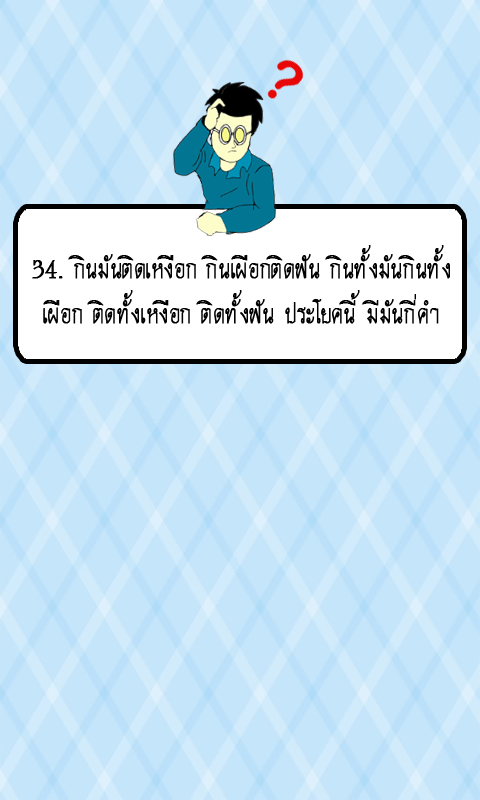 ?
34. กินมันติดเหงือก กินเผือกติดฟัน กินทั้งมันกินทั้ง
เผือก ติดทั้งเหงือก ติดทั้งฟัน ประโยคนี้ มีมันกี่คำ